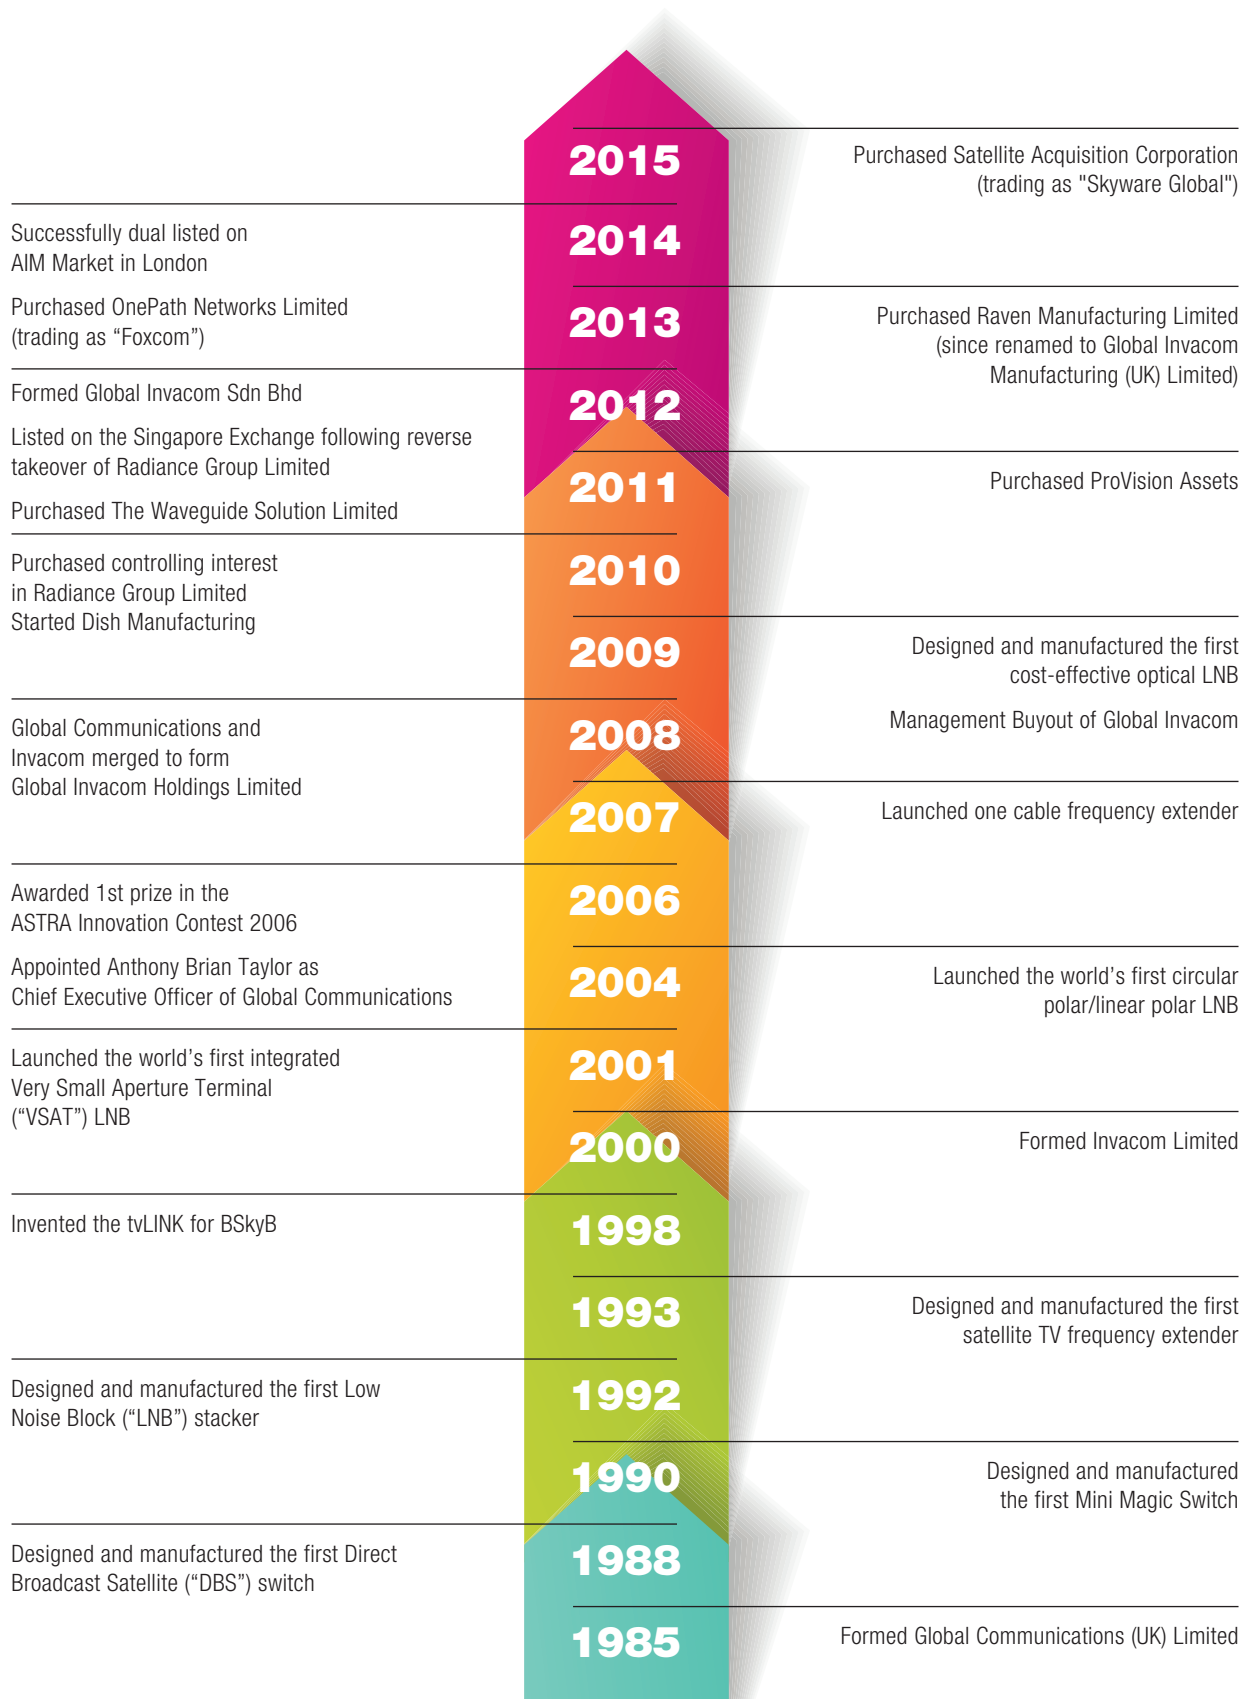 2015
Purchased Satellite Acquisition Corporation
(trading as "Skyware Global")
2014
Successfully dual listed on
AIM Market in London
Purchased OnePath Networks Limited
(trading as “Foxcom”)
2013
Purchased Raven Manufacturing Limited
(since renamed to Global Invacom
Manufacturing (UK) Limited)
2012
Formed Global Invacom Sdn Bhd
Listed on the Singapore Exchange following reverse
takeover of Radiance Group Limited
Purchased The Waveguide Solution Limited
2011
Purchased ProVision Assets
2010
Purchased controlling interest
in Radiance Group Limited
Started Dish Manufacturing
2009
Designed and manufactured the first
cost-effective optical LNB
Management Buyout of Global Invacom
2008
Global Communications and
Invacom merged to form
Global Invacom Holdings Limited
2007
Launched one cable frequency extender
2006
Awarded 1st prize in the
ASTRA Innovation Contest 2006
Appointed Anthony Brian Taylor as
Chief Executive Officer of Global Communications
2004
Launched the world’s first circular
polar/linear polar LNB
2001
Launched the world’s first integrated
Very Small Aperture Terminal
(“VSAT”) LNB
2000
Formed Invacom Limited
1998
Invented the tvLINK for BSkyB
1993
Designed and manufactured the first
satellite TV frequency extender
1992
Designed and manufactured the first Low
Noise Block (“LNB”) stacker
1990
Designed and manufactured
the first Mini Magic Switch
1988
Designed and manufactured the first Direct
Broadcast Satellite (“DBS”) switch
1985
Formed Global Communications (UK) Limited